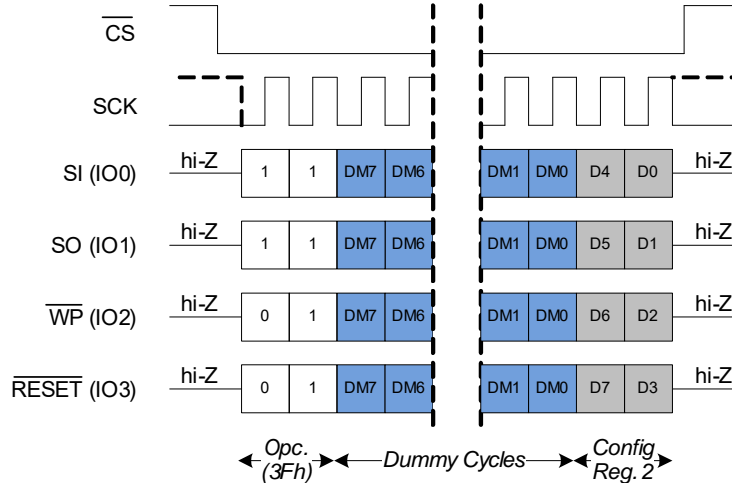 CS
SCK
hi-Z hi-Z
SI (IO0) 1 1 DM7 DM6 DM1 DM0 D4 D0
hi-Z hi-Z
SO (IO1) 1 1 DM7 DM6 DM1 DM0 D5 D1
hi-Z hi-Z
WP (IO2) 0 1 DM7 DM6 DM1 DM0 D6 D2
hi-Z hi-Z
RESET (IO3) 0 1 DM7 DM6 DM1 DM0 D7 D3
Opc. Config
(3Fh) Dummy Cycles Reg. 2